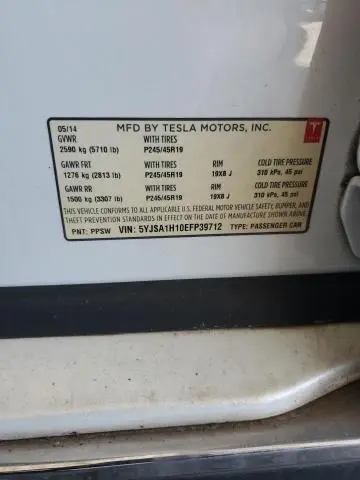 05/14 MFD BY TESLA MOTORS, INC.
GVWR WITH TIRES
2590 kg (5710 lb) P245/45R19
GAWR FRT WITH TIRES RIM COLD TIRE PRESSURE
1276 kg (2813 lb) P245/45R19 19X8 J 310 kPa, 45 psi
GAWR RR WITH TIRES RIM COLD TIRE PRESSURE
1500 kg (3307 lb) P245/45R19 19X8 J 310 kPa, 45 psi
THIS VEHICLE CONFORMS TO ALL APPLICABLE U.S. FEDERAL MOTOR VEHICLE SAFETY, BUMPER, AND
THEFT PREVENTION STANDARDS IN EFFECT ON THE DATE OF MANUFACTURE SHOWN ABOVE.
PNT: PPSW VIN: 5YJSA1H10EFP39712 TYPE: PASSENGER CAR